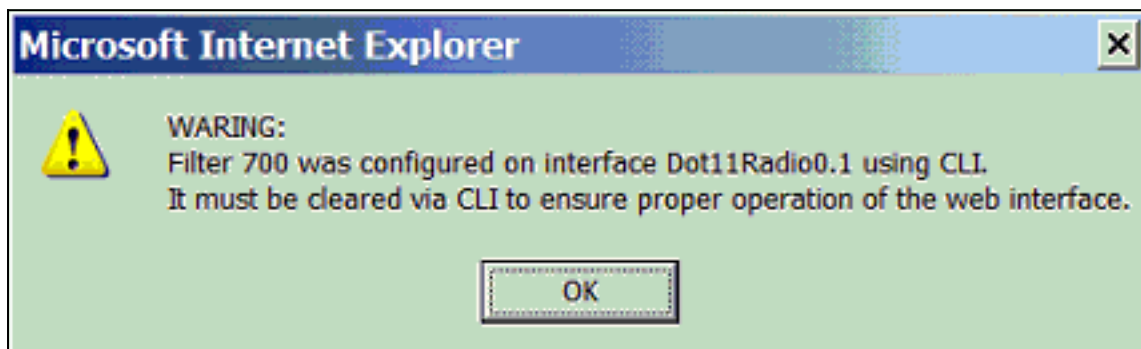 Microsoft Internet Explorer
WARING:
Filter 700 was configured on interface Dot11Radio0.1 using CLI.
It must be cleared via CLI to ensure proper operation of the web interface.
OK